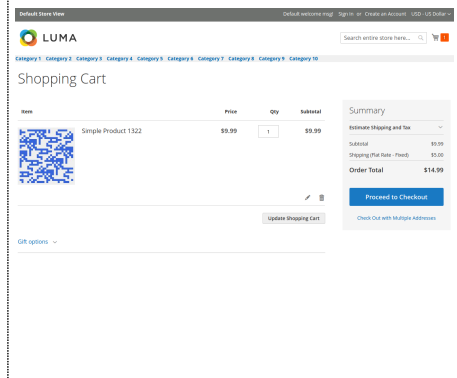 Default Store View
Default welcome msg! Sign In or Create an Account USD - US Dollar
LUMA
Search entire store here...
1
Category 1 Category 2 Category 3 Category 4 Category 5 Category 6 Category 7 Category 8 Category 9 Category 10
Shopping Cart
Item Price Qty Subtotal
Simple Product 1322 $9.99 1 $9.99
Update Shopping Cart
Gift options
Summary
Estimate Shipping and Tax
Subtotal $9.99
Shipping (Flat Rate - Fixed) $5.00
Order Total $14.99
Proceed to Checkout
Check Out with Multiple Addresses